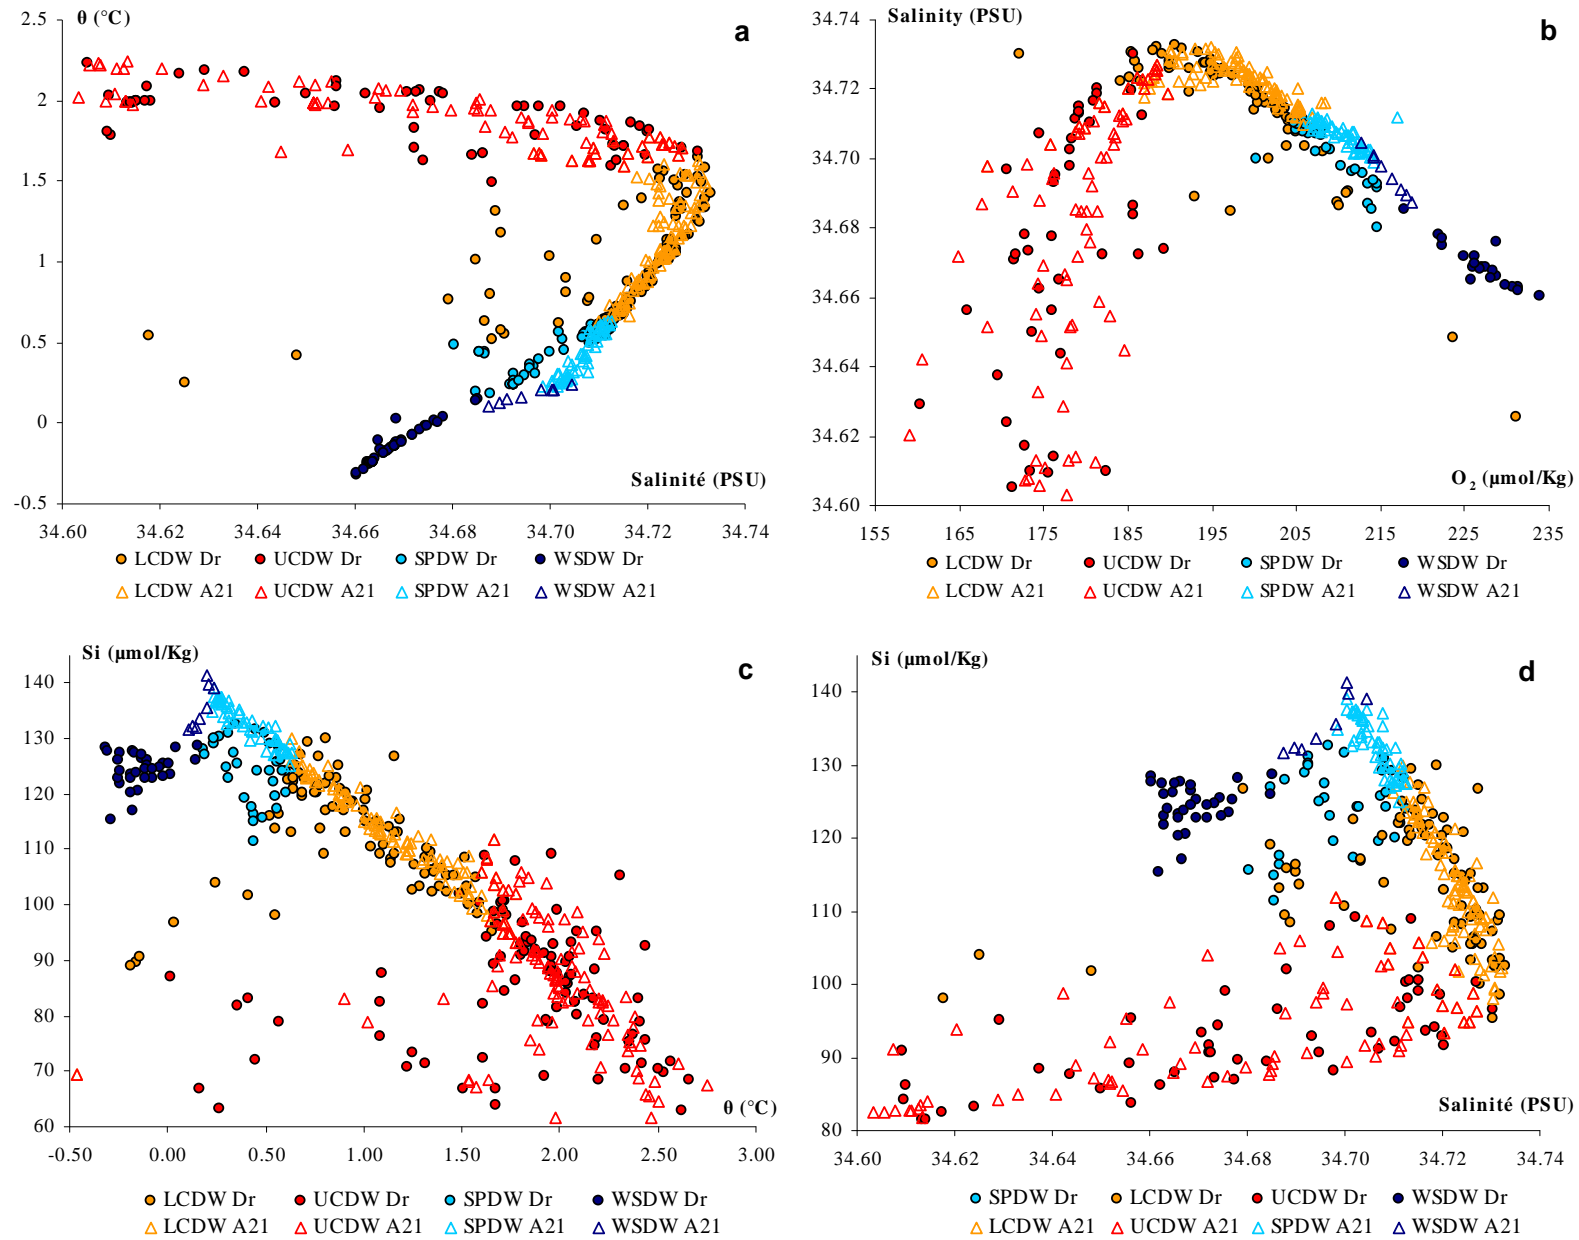 θ (°C)
a
2.5
2
1.5
1
0.5
0
-0.5
Salinité (PSU)
34.60 34.62 34.64 34.66 34.68 34.70 34.72 34.74
LCDW Dr UCDW Dr SPDW Dr WSDW Dr
LCDW A21 UCDW A21 SPDW A21 WSDW A21
Salinity (PSU)
b
34.74
34.72
34.70
34.68
34.66
34.64
34.62
34.60
O2 (µmol/Kg)
155 165 175 185 195 205 215 225 235
LCDW Dr UCDW Dr SPDW Dr WSDW Dr
LCDW A21 UCDW A21 SPDW A21 WSDW A21
Si (µmol/Kg)
c
140
130
120
110
100
90
80
70
60
θ (°C)
-0.50 0.00 0.50 1.00 1.50 2.00 2.50 3.00
LCDW Dr UCDW Dr SPDW Dr WSDW Dr
LCDW A21 UCDW A21 SPDW A21 WSDW A21
Si (µmol/Kg)
d
140
130
120
110
100
90
80
Salinité (PSU)
34.60 34.62 34.64 34.66 34.68 34.70 34.72 34.74
SPDW Dr LCDW Dr UCDW Dr WSDW Dr
LCDW A21 UCDW A21 SPDW A21 WSDW A21